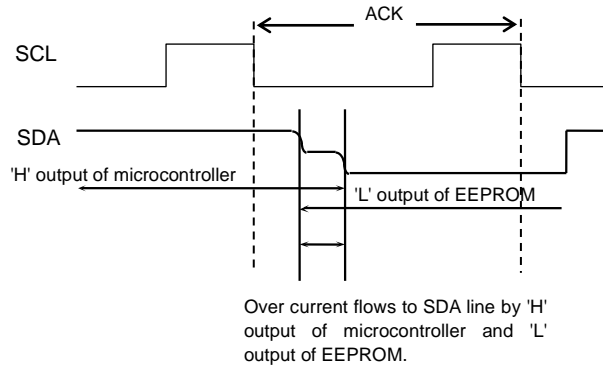 ACK
SCL
SDA
'H' output of microcontroller
'L' output of EEPROM
Over current flows to SDA line by 'H'
output of microcontroller and 'L'
output of EEPROM.